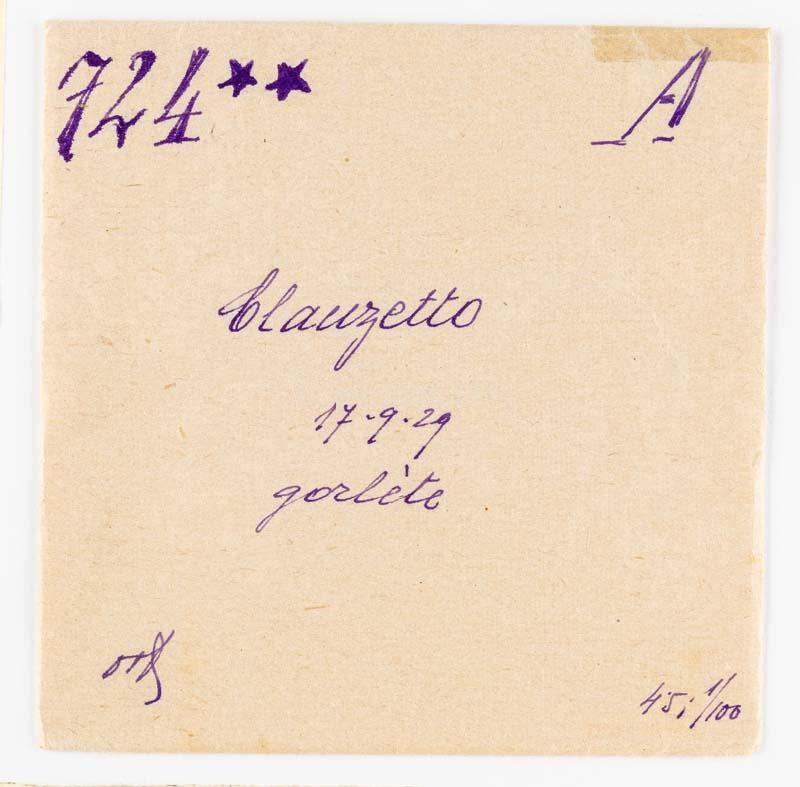 724** A
Clauzetto
17.9.29
gorlète
45; 1/100